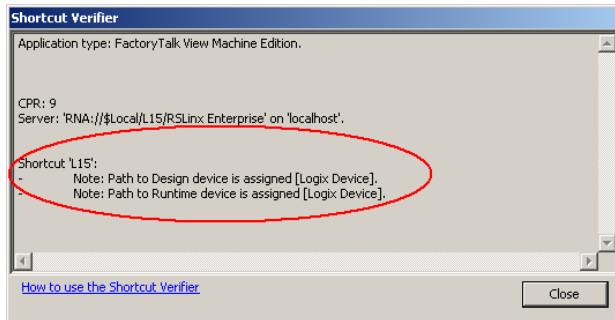 Shortcut Verifier
Application type: FactoryTalk View Machine Edition.
CPR: 9
Server: 'RNA://$Local/L15/RSLinx Enterprise' on 'localhost'.
Shortcut 'L15':
- Note: Path to Design device is assigned [Logix Device].
- Note: Path to Runtime device is assigned [Logix Device].
How to use the Shortcut Verifier
Close